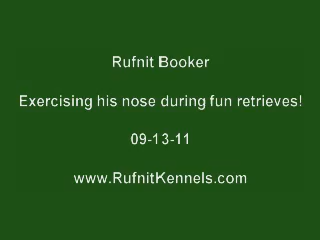 Rufnit Booker
Exercising his nose during fun retrieves!
09-13-11
www.RufnitKennels.com